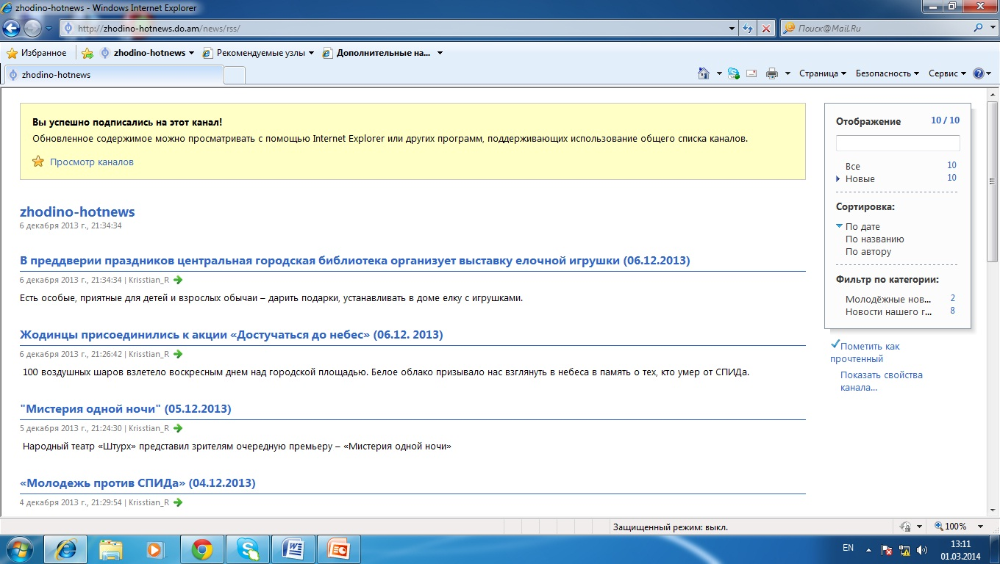 zhodino-hotnews - Windows Internet Explorer
http://zhodino-hotnews.do.am/news/rss/
Поиск@Mail.Ru
Избранное
zhodino-hotnews
Рекомендуемые узлы
Дополнительные на...
zhodino-hotnews
Страница
Безопасность
Сервис
Вы успешно подписались на этот канал!
Обновленное содержимое можно просматривать с помощью Internet Explorer или других программ, поддерживающих использование общего списка каналов.
Просмотр каналов
zhodino-hotnews
6 декабря 2013 г., 21:34:34
В преддверии праздников центральная городская библиотека организует выставку елочной игрушки (06.12.2013)
6 декабря 2013 г., 21:34:34 | Krisstian_R
Есть особые, приятные для детей и взрослых обычаи – дарить подарки, устанавливать в доме елку с игрушками.
Жодинцы присоединились к акции «Достучаться до небес» (06.12. 2013)
6 декабря 2013 г., 21:26:42 | Krisstian_R
100 воздушных шаров взлетело воскресным днем над городской площадью. Белое облако призывало нас взглянуть в небеса в память о тех, кто умер от СПИДа.
"Мистерия одной ночи" (05.12.2013)
5 декабря 2013 г., 21:24:30 | Krisstian_R
Народный театр «Штурх» представил зрителям очередную премьеру – «Мистерия одной ночи»
«Молодежь против СПИДа» (04.12.2013)
4 декабря 2013 г., 21:29:54 | Krisstian_R
Отображение 10 / 10
Все 10
Новые 10
Сортировка:
По дате
По названию
По автору
Фильтр по категории:
Молодёжные нов... 2
Новости нашего г... 8
Пометить как
прочтенный
Показать свойства
канала...
Защищенный режим: выкл.
100%
EN
13:11
01.03.2014